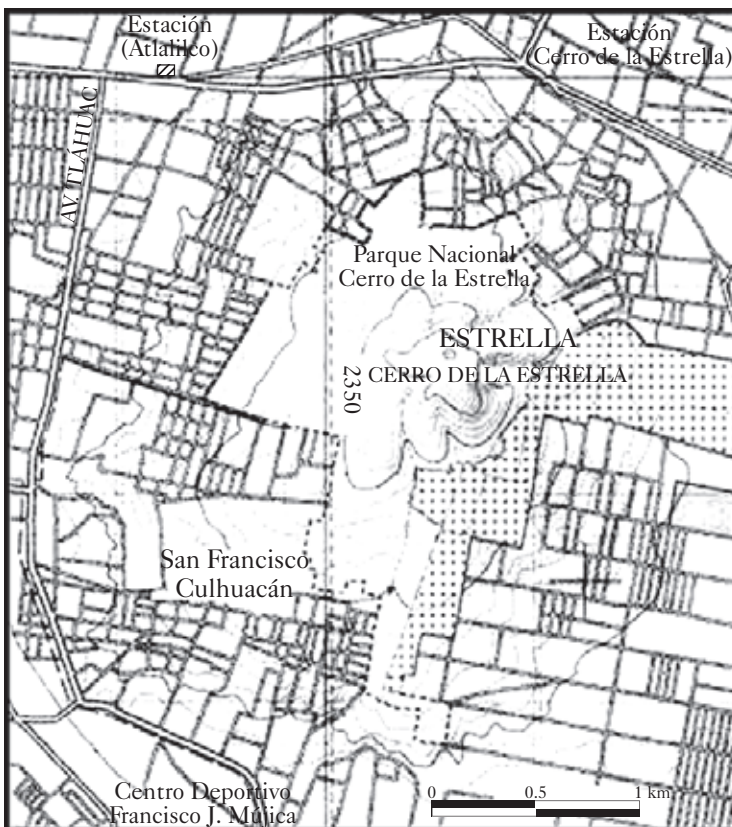 Estación
(Atlalilco)
Estación
(Cerro de la Estrella)
AV. TLÁHUAC
Parque Nacional
Cerro de la Estrella
ESTRELLA
CERRO DE LA ESTRELLA
2350
San Francisco
Culhuacán
Centro Deportivo
Francisco J. Mújica
0 0.5 1 km